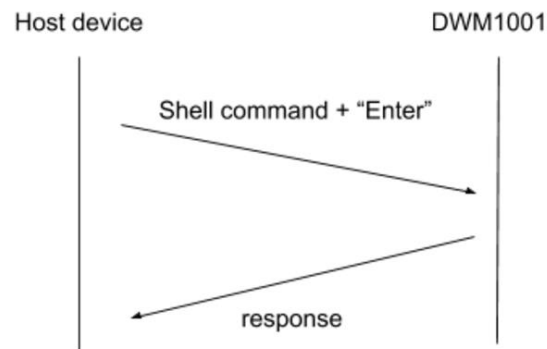 Host device
DWM1001
Shell command + “Enter”
response